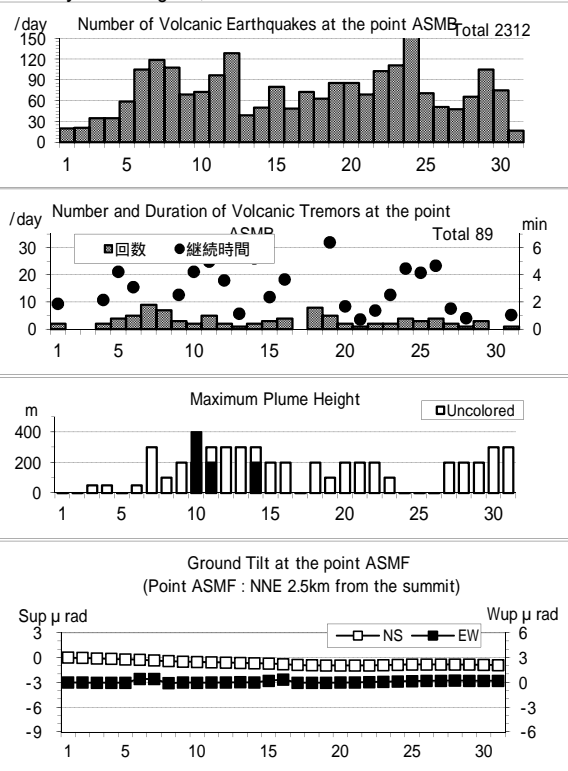 Number of Volcanic Earthquakes at the point ASMB
/day
Total 2312
150
120
90
60
30
0
1 5 10 15 20 25 30
Number and Duration of Volcanic Tremors at the point
ASMB
/day
Total 89
min
回数 継続時間
30 6
20 4
10 2
0 0
1 5 10 15 20 25 30
Maximum Plume Height
m
Uncolored
400
200
0
1 5 10 15 20 25 30
Ground Tilt at the point ASMF
(Point ASMF : NNE 2.5km from the summit)
Sup μ rad
Wup μ rad
NS EW
3 6
0 3
-3 0
-6 -3
-9 -6
1 5 10 15 20 25 30